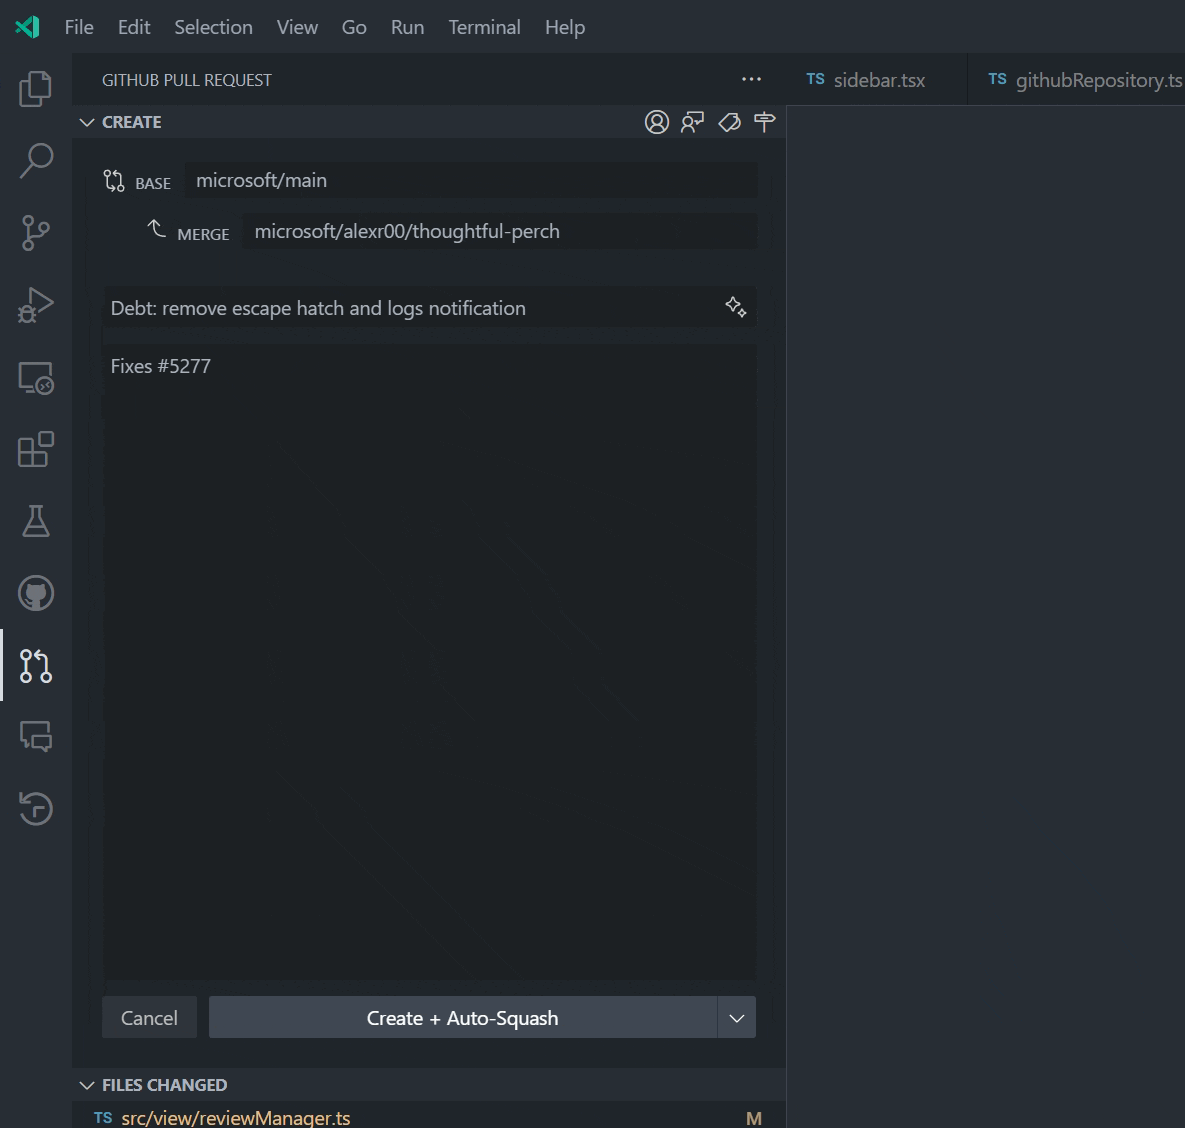 File Edit Selection View Go Run Terminal Help
GITHUB PULL REQUEST
TS sidebar.tsx
TS githubRepository.ts
CREATE
BASE microsoft/main
MERGE microsoft/alexr00/thoughtful-perch
Debt: remove escape hatch and logs notification
Fixes #5277
Cancel
Create + Auto-Squash
FILES CHANGED
TS src/view/reviewManager.ts M